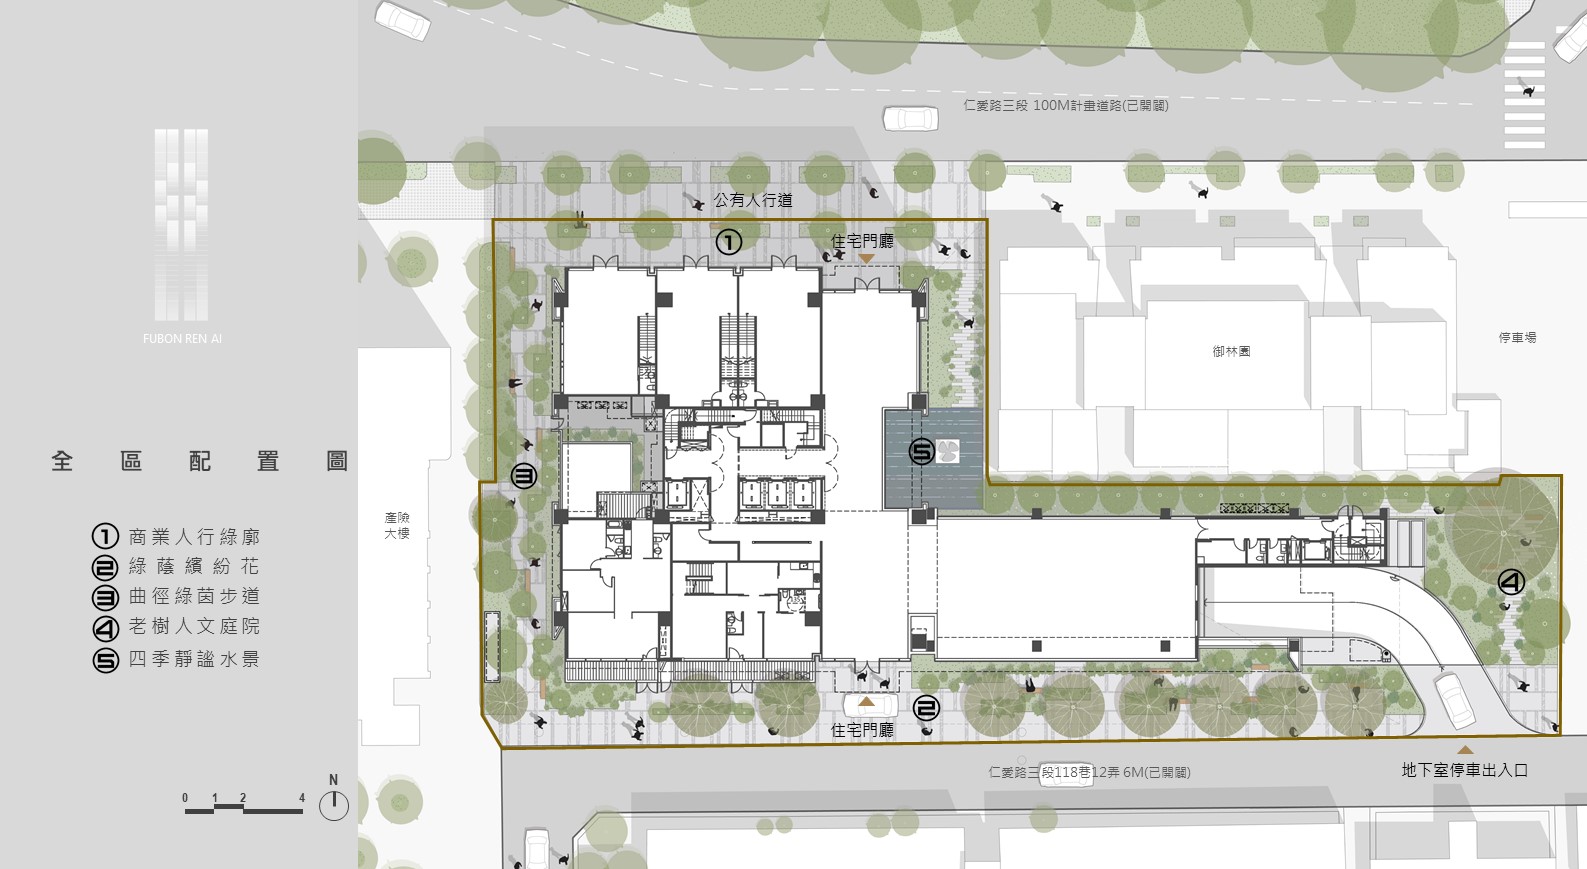 FUBON REN AI
全區配置圖
① 商業人行綠廓
② 綠蔭繽紛花
③ 曲徑綠茵步道
④ 老樹人文庭院
⑤ 四季靜謐水景
0 1 2 4
N
仁愛路三段 100M計畫道路(已開闢)
公有人行道
①
住宅門廳
御林園
停車場
⑤
③
產險
大樓
④
②
住宅門廳
仁愛路三段118巷12弄 6M(已開闢)
地下室停車出入口